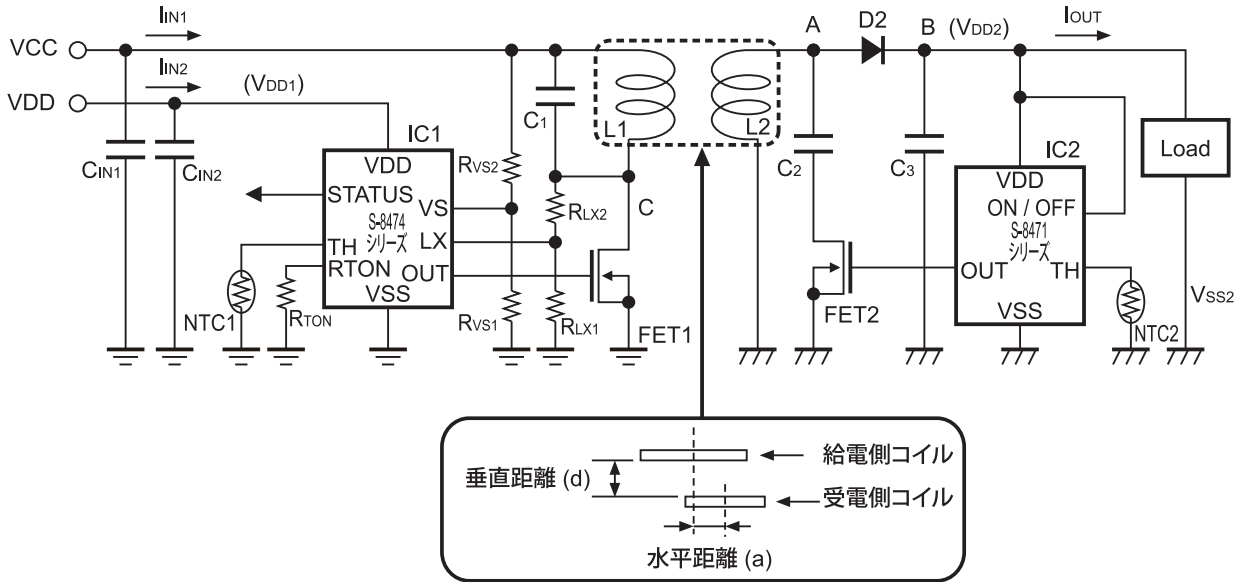 IIN1
VCC
IIN2
VDD
(VDD1)
CIN1
CIN2
IC1
VDD
STATUS
S-8474
シリーズ
VS
LX
TH
RTON
OUT
VSS
NTC1
RTON
RVS2
RVS1
C1
RLX2
RLX1
L1
L2
C
FET1
A
D2
B (VDD2)
IOUT
C2
C3
FET2
IC2
VDD
ON / OFF
S-8471
シリーズ
OUT
TH
VSS
NTC2
Load
VSS2
給電側コイル
垂直距離 (d)
受電側コイル
水平距離 (a)